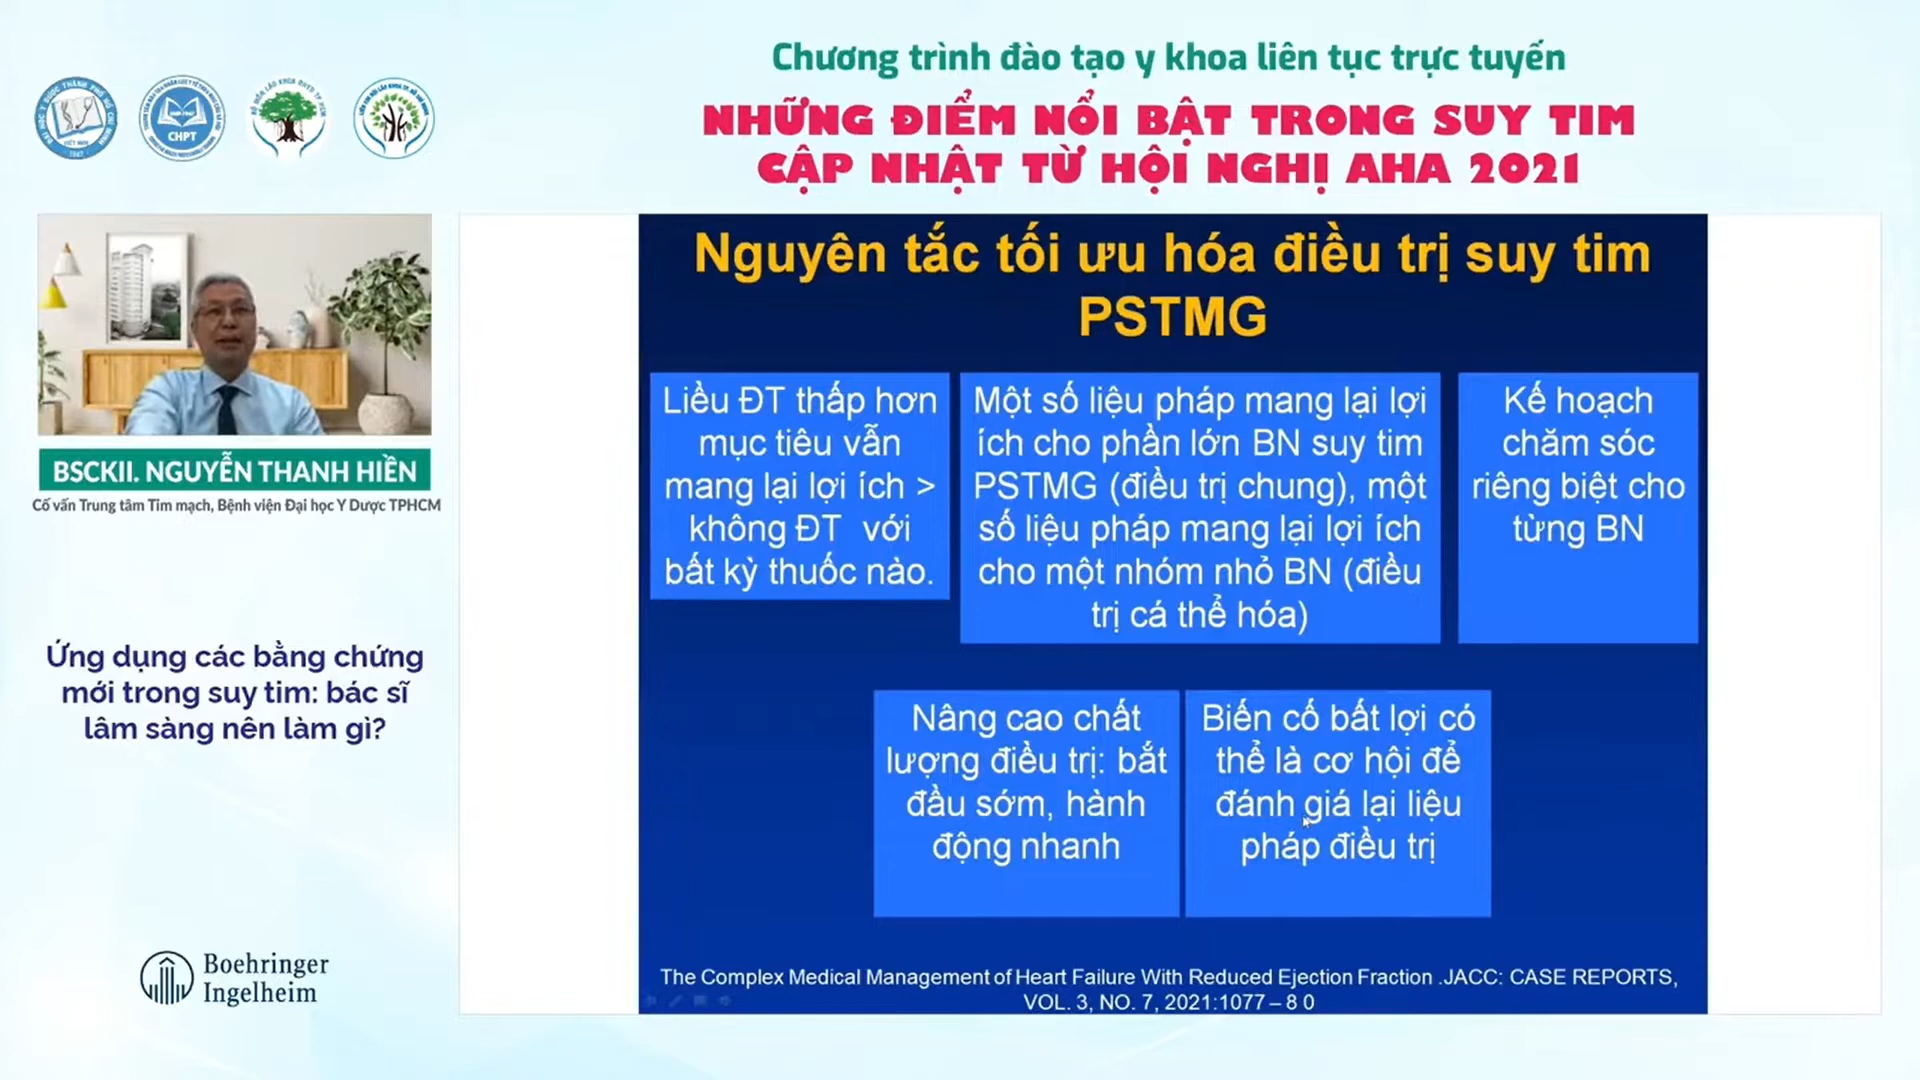 Chương trình đào tạo y khoa liên tục trực tuyến
NHỮNG ĐIỂM NỔI BẬT TRONG SUY TIM
CẬP NHẬT TỪ HỘI NGHỊ AHA 2021
CHPT
BSCKII. NGUYỄN THANH HIỀN
Cố vấn Trung tâm Tim mạch, Bệnh viện Đại học Y Dược TPHCM
Ứng dụng các bằng chứng
mới trong suy tim: bác sĩ
lâm sàng nên làm gì?
Boehringer
Ingelheim
Nguyên tắc tối ưu hóa điều trị suy tim
PSTMG
Liều ĐT thấp hơn
mục tiêu vẫn
mang lại lợi ích >
không ĐT với
bất kỳ thuốc nào.
Một số liệu pháp mang lại lợi
ích cho phần lớn BN suy tim
PSTMG (điều trị chung), một
số liệu pháp mang lại lợi ích
cho một nhóm nhỏ BN (điều
trị cá thể hóa)
Kế hoạch
chăm sóc
riêng biệt cho
từng BN
Nâng cao chất
lượng điều trị: bắt
đầu sớm, hành
động nhanh
Biến cố bất lợi có
thể là cơ hội để
đánh giá lại liệu
pháp điều trị
The Complex Medical Management of Heart Failure With Reduced Ejection Fraction .JACC: CASE REPORTS,
VOL. 3, NO. 7, 2021:1077 – 8 0